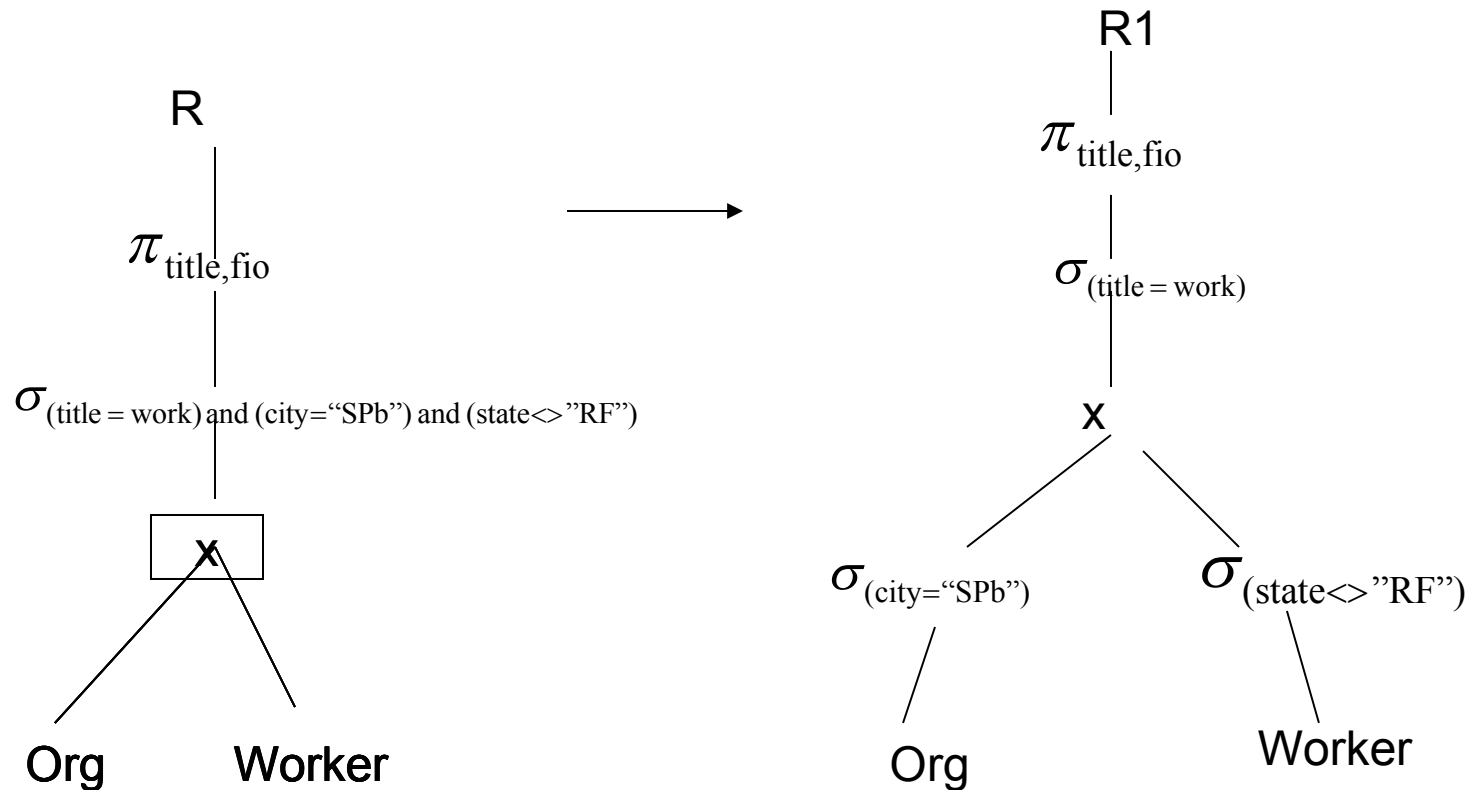 R
π title,fio
σ (title = work) and (city=“SPb”) and (state<>”RF”)
x
Org Worker
R1
π title,fio
σ (title = work)
x
σ (city=“SPb”) σ (state<>”RF”)
Org Worker